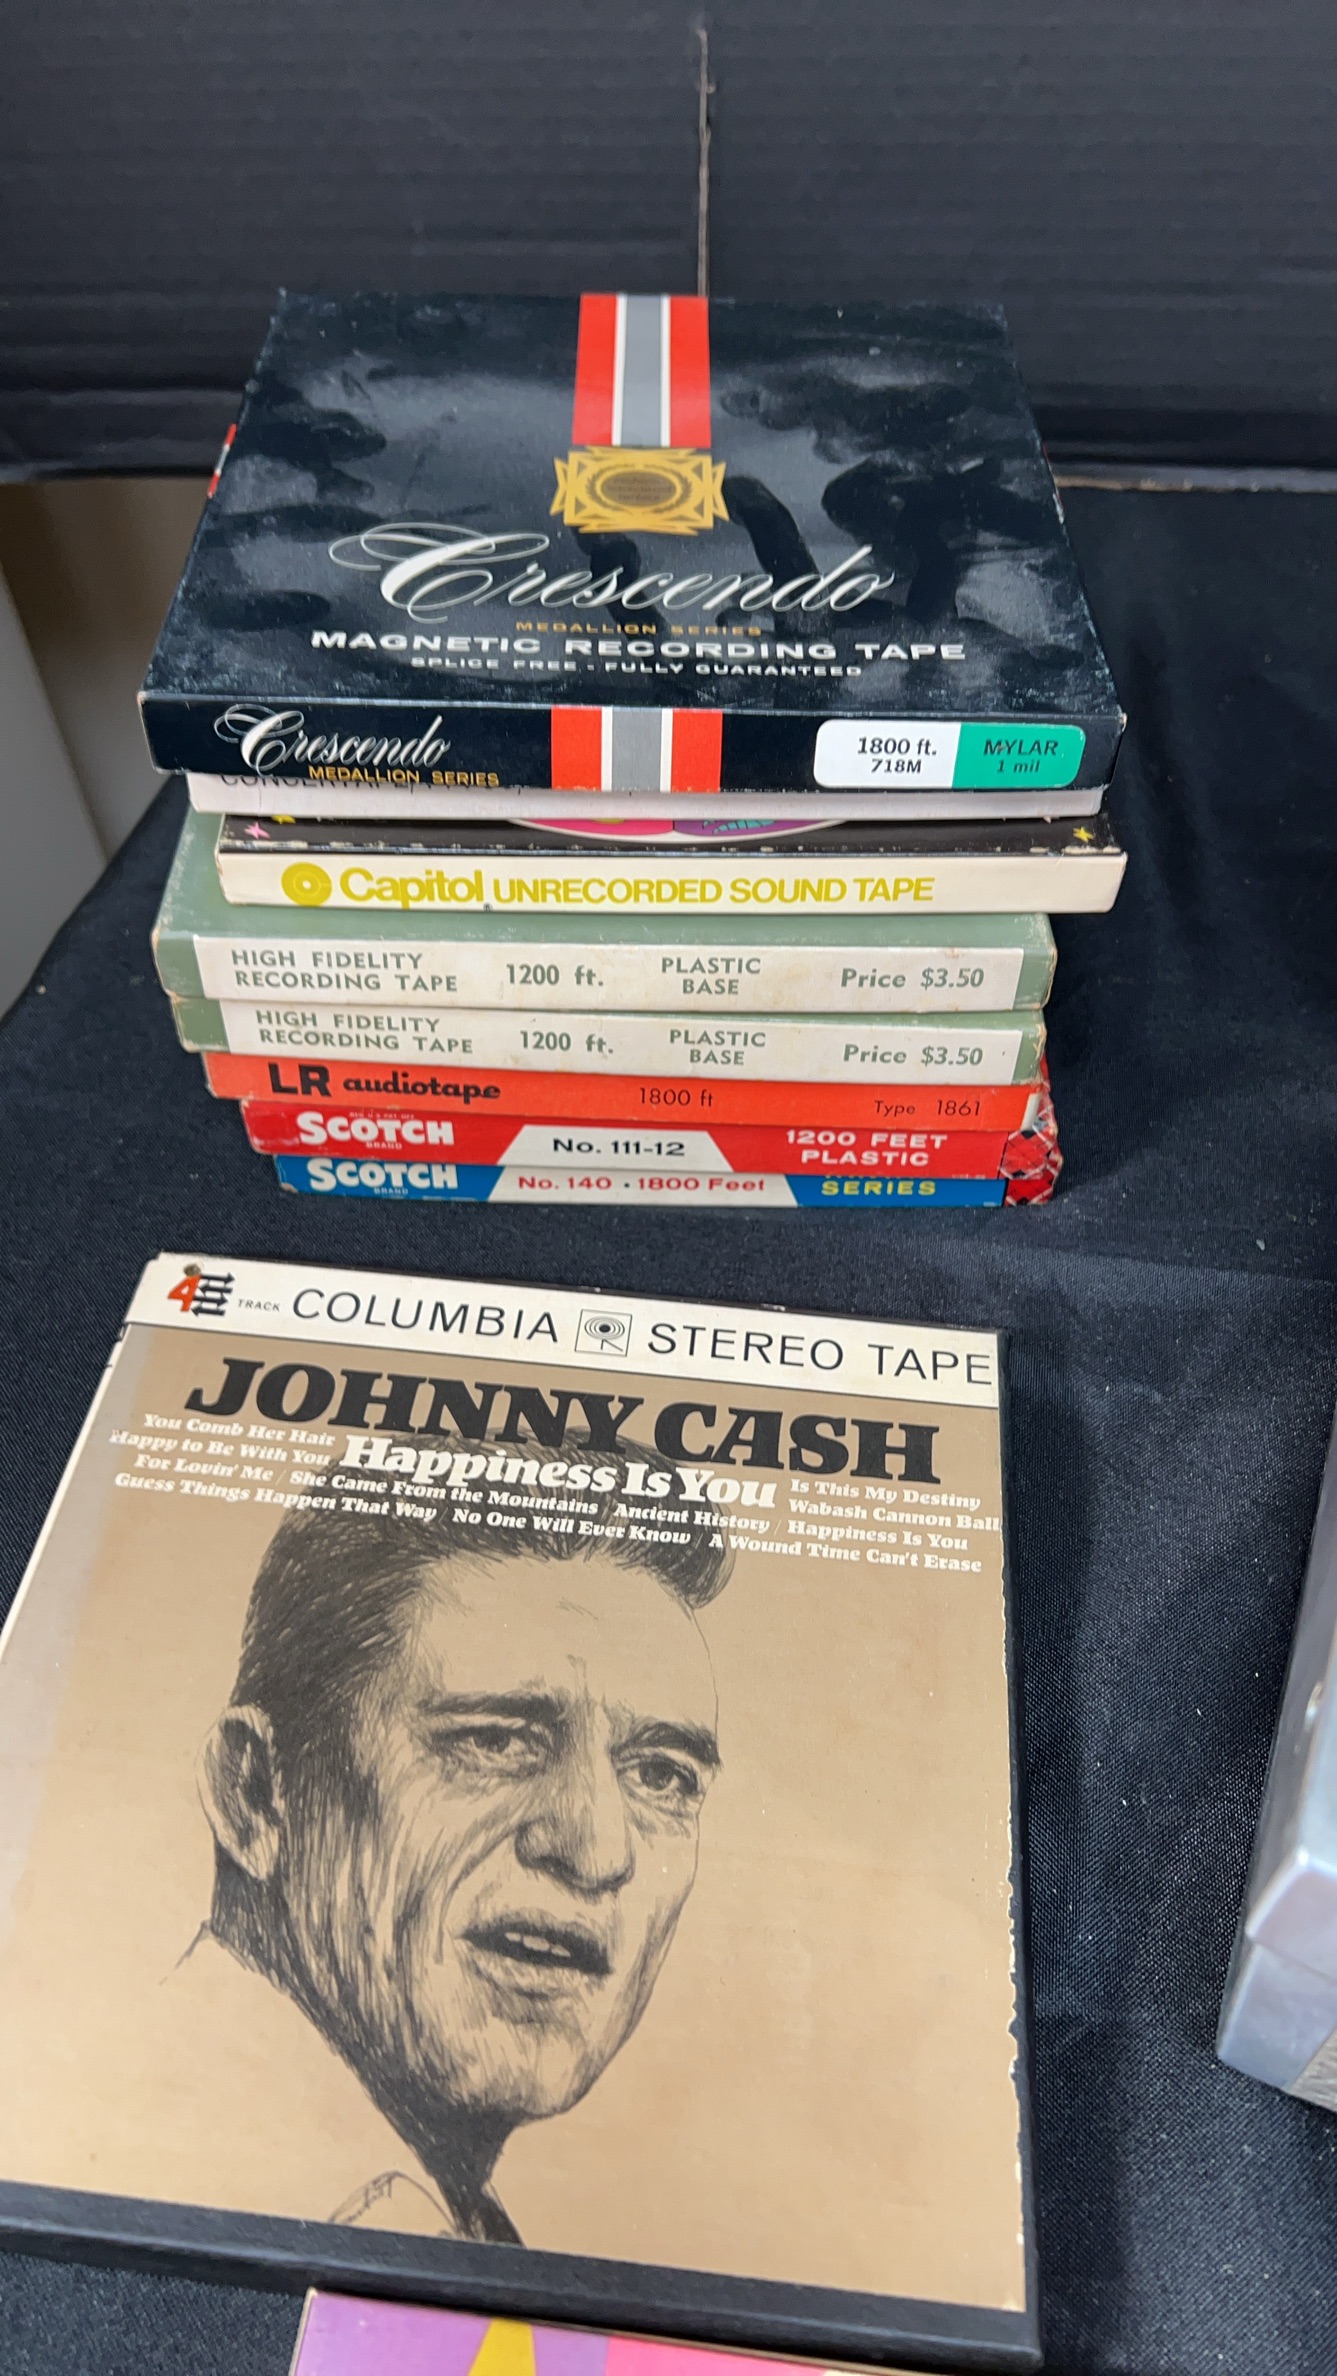 Crescendo
MEDALLION SERIES
MAGNETIC RECORDING TAPE
SPLICE FREE - FULLY GUARANTEED
Crescendo
MEDALLION SERIES
1800 ft.
718M
MYLAR
1 mil
Capitol UNRECORDED SOUND TAPE
HIGH FIDELITY
RECORDING TAPE
1200 ft.
PLASTIC
BASE
Price $3.50
HIGH FIDELITY
RECORDING TAPE
1200 ft.
PLASTIC
BASE
Price $3.50
LR audiotape
1800 ft
Type 1861
SCOTCH
BRAND
No. 111-12
1200 FEET
PLASTIC
SCOTCH
BRAND
No. 140 • 1800 Feet
SERIES
4 TRACK COLUMBIA STEREO TAPE
JOHNNY CASH
Happiness Is You
You Comb Her Hair
Happy to Be With You
For Lovin' Me / She Came From the Mountains / Ancient History / Happiness Is You
Guess Things Happen That Way / No One Will Ever Know / A Wound Time Can't Erase
Is This My Destiny
Wabash Cannon Ball